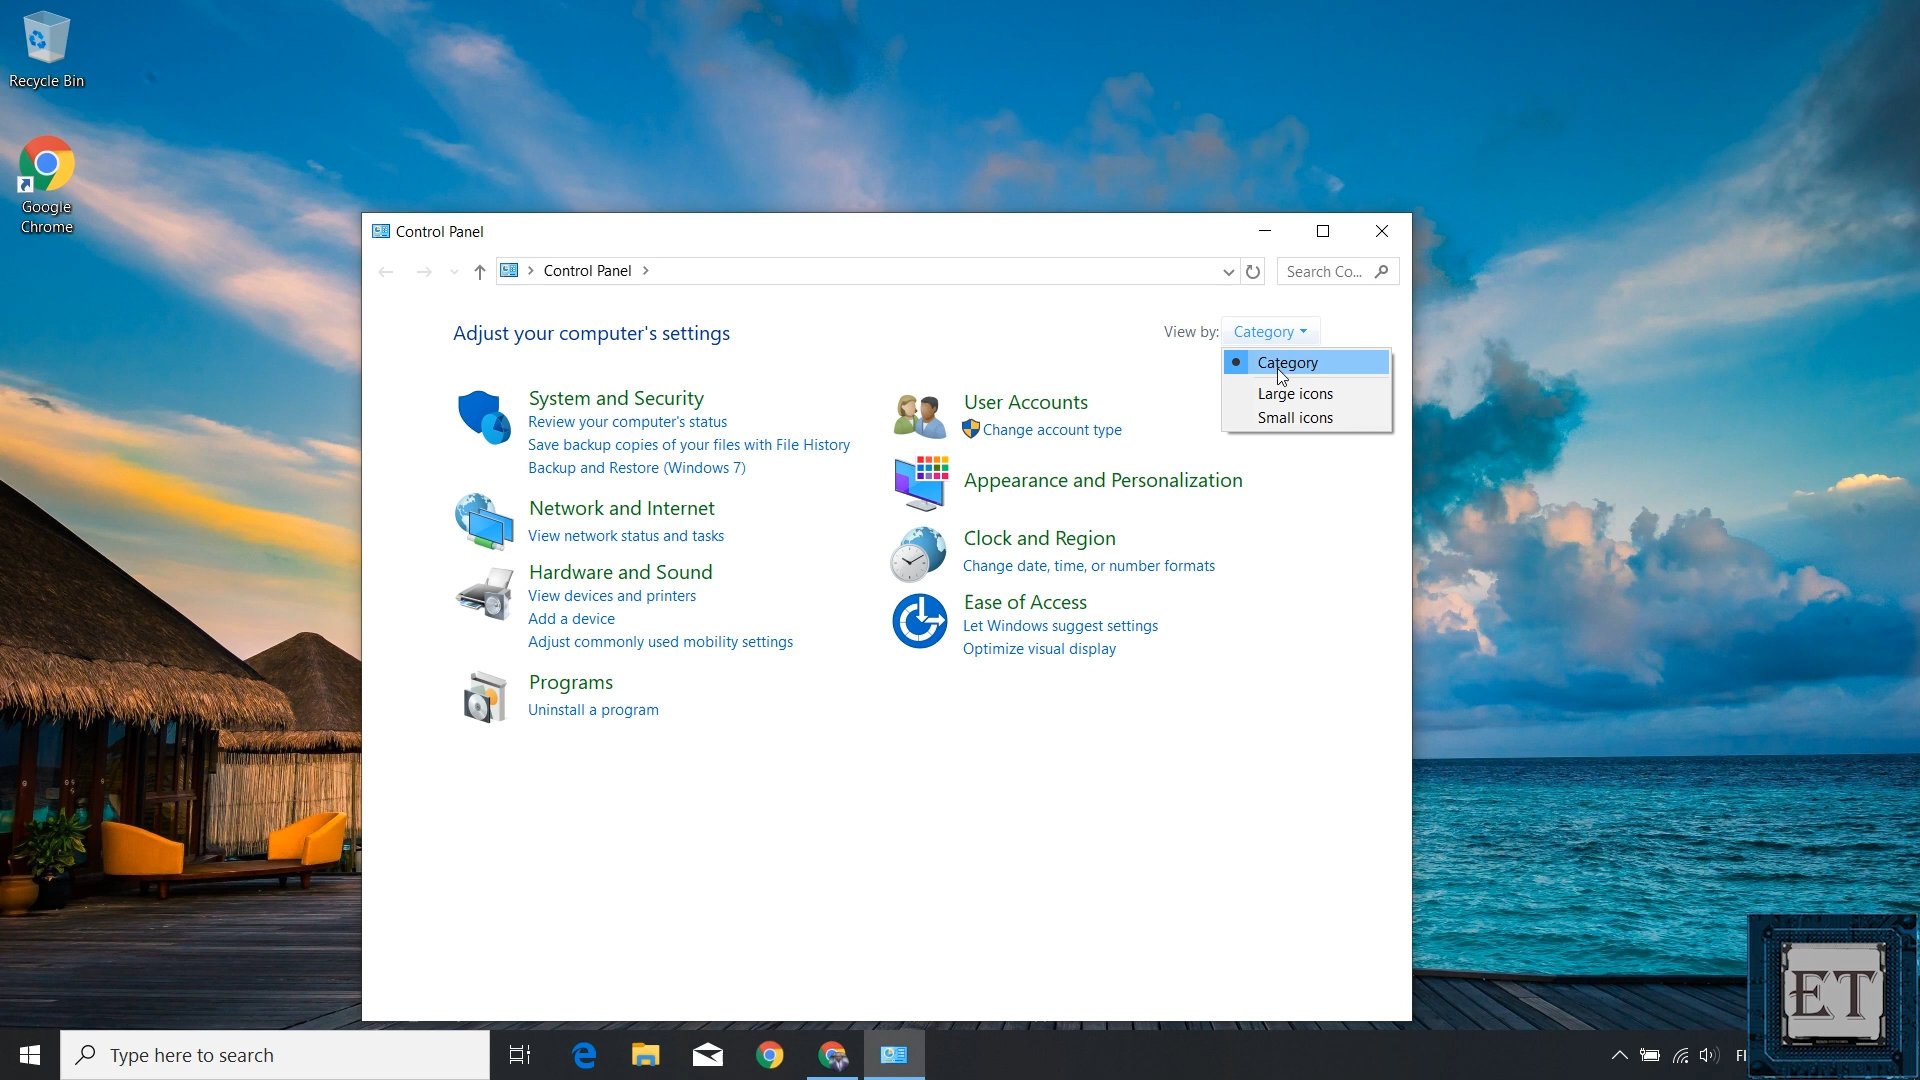 Recycle Bin
Google
Chrome
Control Panel
Control Panel
Search Co...
Adjust your computer's settings
View by: Category
Category
Large icons
Small icons
System and Security
Review your computer's status
Save backup copies of your files with File History
Backup and Restore (Windows 7)
Network and Internet
View network status and tasks
Hardware and Sound
View devices and printers
Add a device
Adjust commonly used mobility settings
Programs
Uninstall a program
User Accounts
Change account type
Appearance and Personalization
Clock and Region
Change date, time, or number formats
Ease of Access
Let Windows suggest settings
Optimize visual display
Type here to search
FI
ET